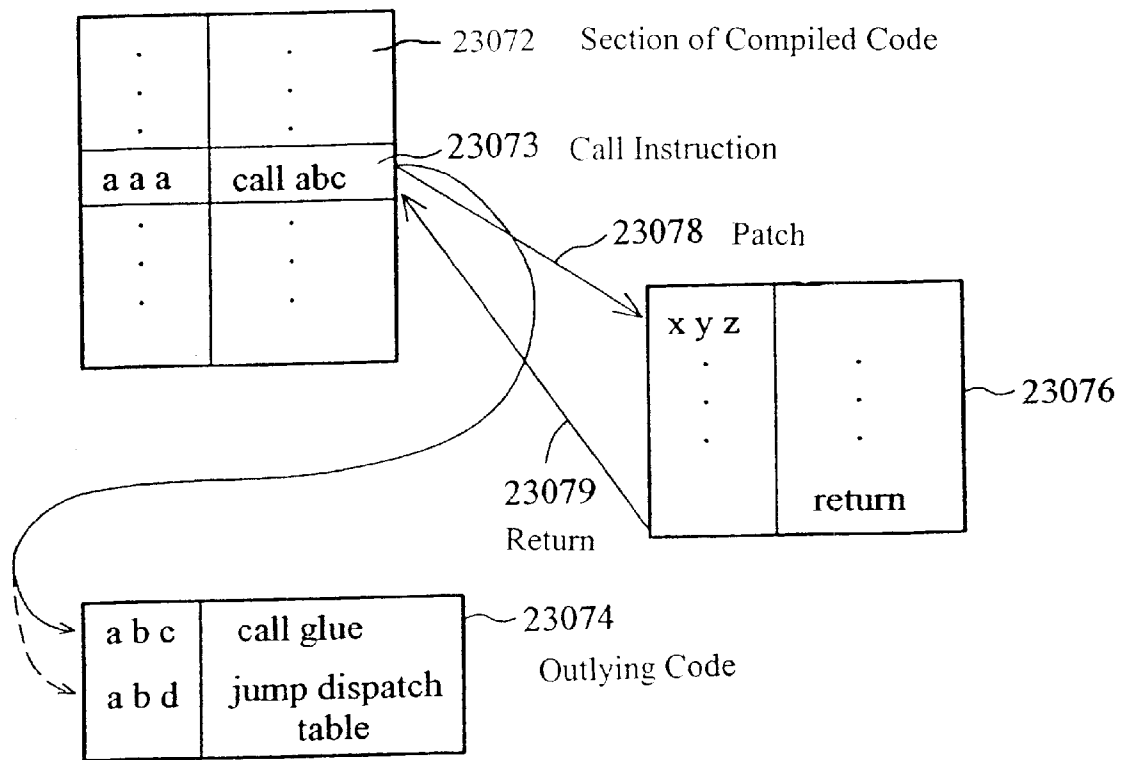 23072 Section of Compiled Code
23073 Call Instruction
a a a call abc
23078 Patch
x y z
23076
23079
Return
return
a b c call glue
23074
Outlying Code
a b d jump dispatch
table